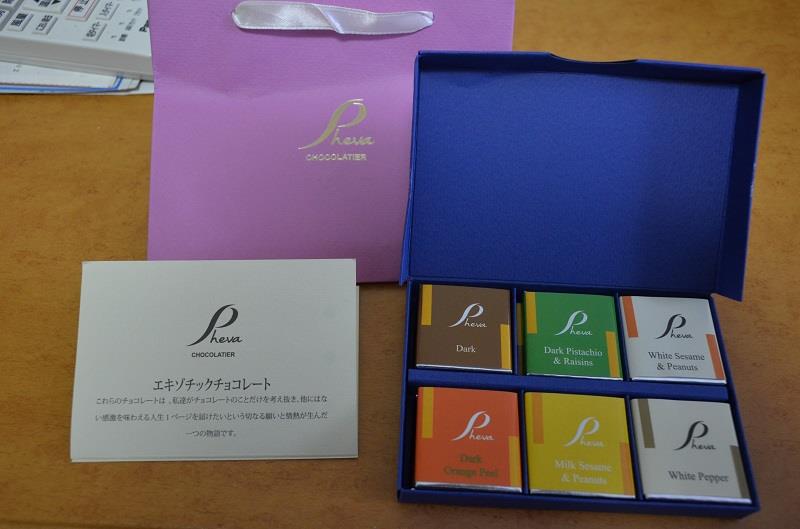 Pheva
CHOCOLATIER
Pheva
CHOCOLATIER
エキゾチックチョコレート
これらのチョコレートは、私達がチョコレートのことだけを考え抜き、他にはな
い感激を味わえる人生1ページを届けたいという切なる願いと情熱が生んだ
一つの物語です。
Pheva
Dark
Pheva
Dark Pistachio
& Raisins
Pheva
White Sesame
& Peanuts
Pheva
Dark
Orange Peel
Pheva
Milk Sesame
& Peanuts
Pheva
White Pepper